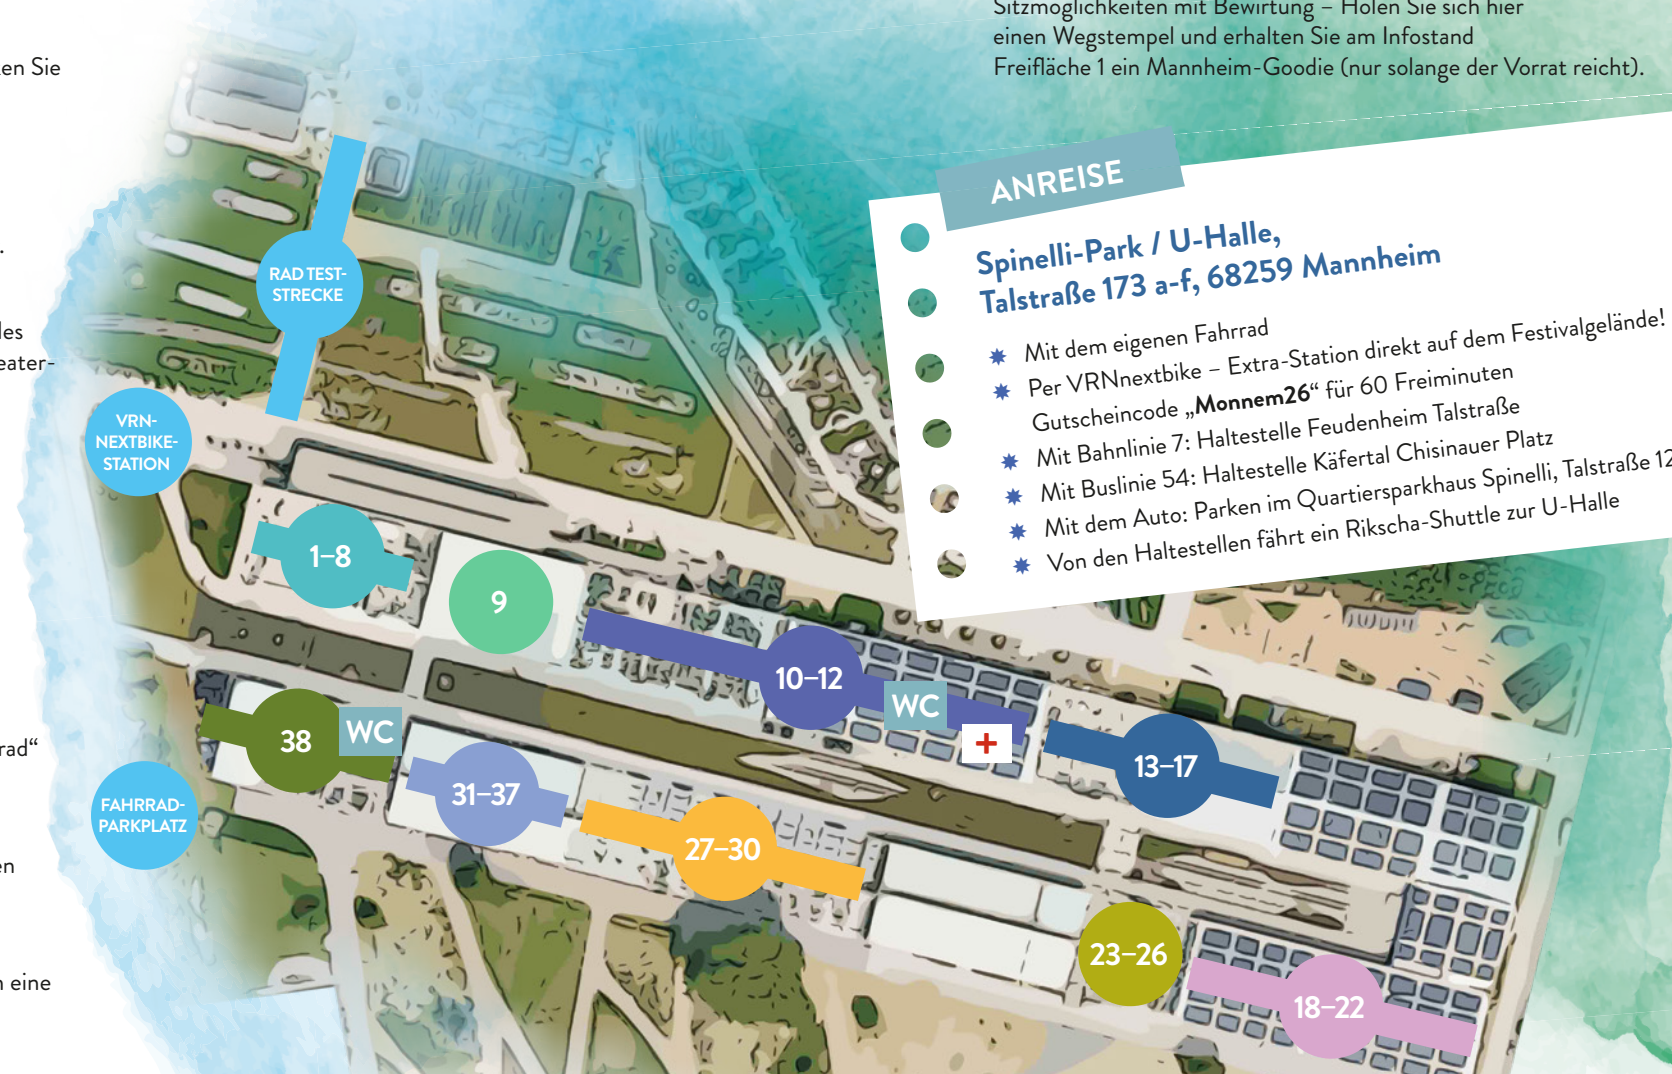 Sitzmöglichkeiten mit Bewirtung – Holen Sie sich hier
einen Wegstempel und erhalten Sie am Infostand
Freifläche 1 ein Mannheim-Goodie (nur solange der Vorrat reicht).
en Sie
.
les
eater-
rad“
en
n eine
ANREISE
Spinelli-Park / U-Halle,
Talstraße 173 a-f, 68259 Mannheim
Mit dem eigenen Fahrrad
Per VRNnextbike – Extra-Station direkt auf dem Festivalgelände!
Gutscheincode „Monnem26“ für 60 Freiminuten
Mit Bahnlinie 7: Haltestelle Feudenheim Talstraße
Mit Buslinie 54: Haltestelle Käfertal Chisinauer Platz
Mit dem Auto: Parken im Quartiersparkhaus Spinelli, Talstraße 12
Von den Haltestellen fährt ein Rikscha-Shuttle zur U-Halle
RAD TEST-
STRECKE
VRN-
NEXTBIKE-
STATION
1–8
9
10–12
WC
13–17
38
WC
31–37
27–30
FAHRRAD-
PARKPLATZ
23–26
18–22